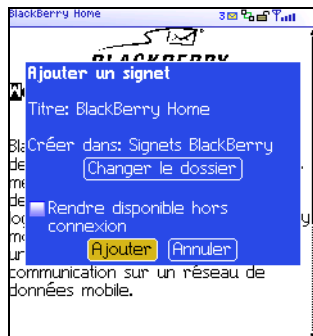 BlackBerry Home
3
BLACKBERRY
Ajouter un signet
Titre: BlackBerry Home
Créer dans: Signets BlackBerry
Changer le dossier
Rendre disponible hors
connexion
Ajouter Annuler
communication sur un réseau de
données mobile.